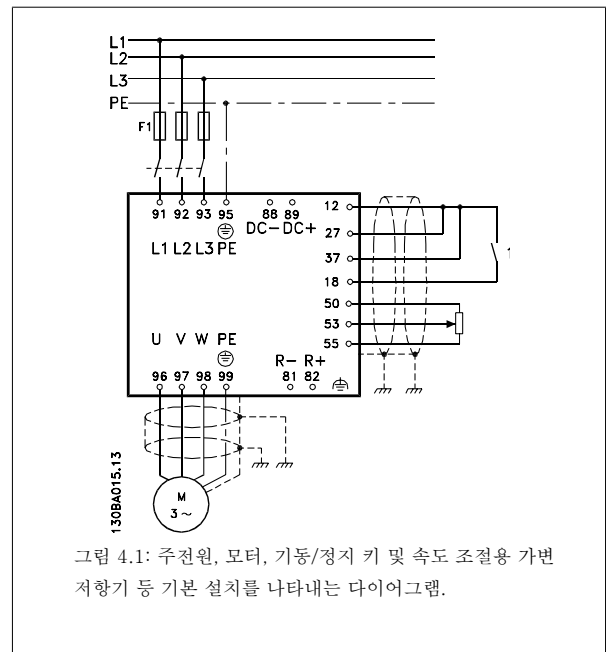 L1
L2
L3
PE
F1
91 92 93 95 88 89 12
DC- DC+
L1 L2 L3 PE
27
37
1
18
50
53
U V W PE
55
R- R+
96 97 98 99 81 82
M
3~
130BA015.13
그림 4.1: 주전원, 모터, 기동/정지 키 및 속도 조절용 가변
저항기 등 기본 설치를 나타내는 다이어그램.